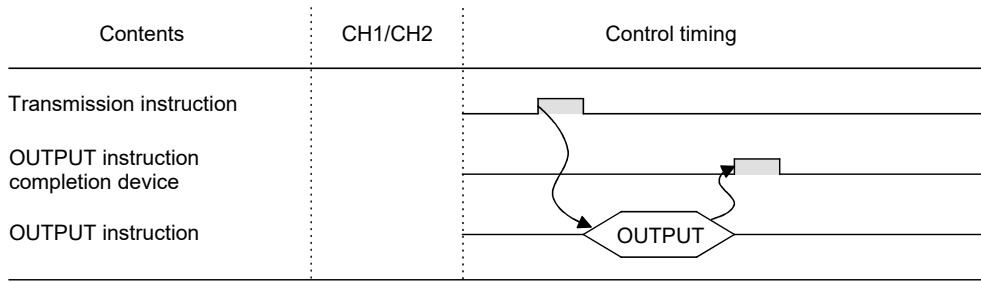 Contents CH1/CH2 Control timing
Transmission instruction
OUTPUT instruction
completion device
OUTPUT instruction
OUTPUT